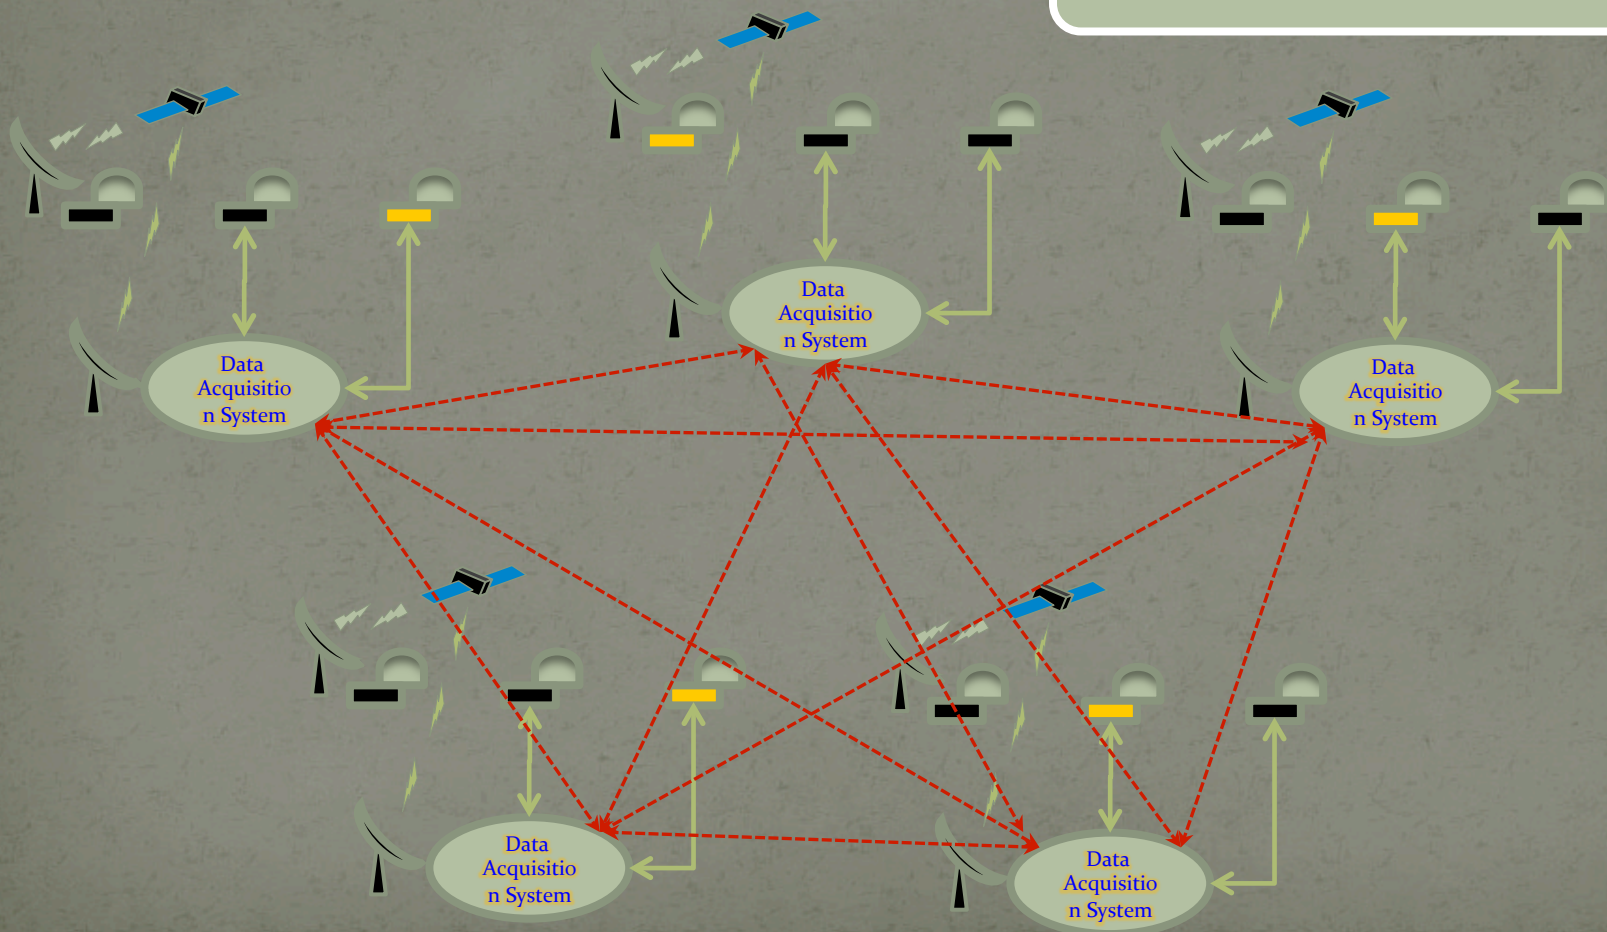 Data
Acquisitio
n System
Data
Acquisitio
n System
Data
Acquisitio
n System
Data
Acquisitio
n System
Data
Acquisitio
n System